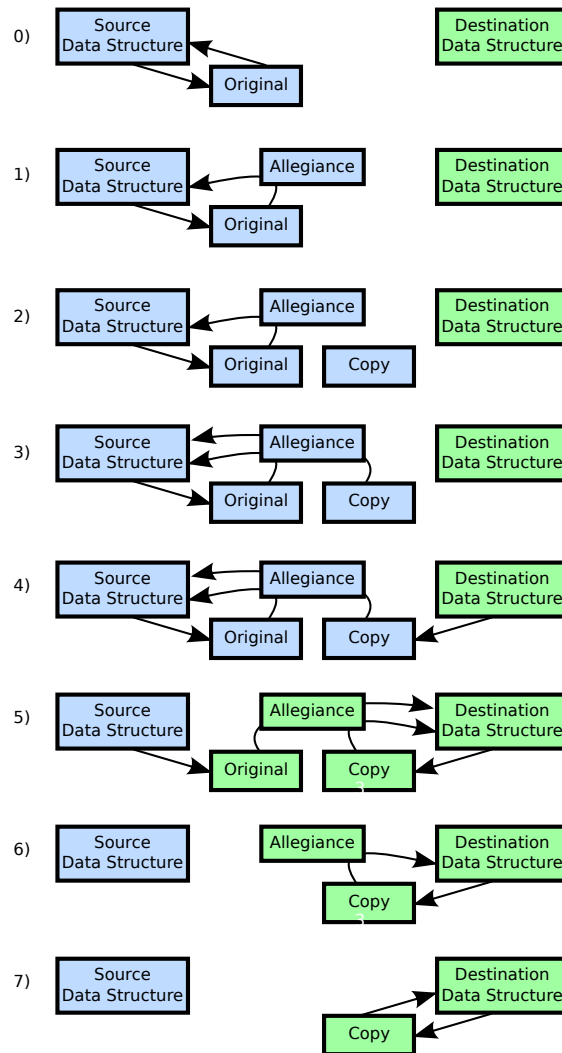 0)
Source
Data Structure
Original
Destination
Data Structure
1)
Source
Data Structure
Allegiance
Original
Destination
Data Structure
2)
Source
Data Structure
Allegiance
Original
Copy
Destination
Data Structure
3)
Source
Data Structure
Allegiance
Original
Copy
Destination
Data Structure
4)
Source
Data Structure
Allegiance
Original
Copy
Destination
Data Structure
5)
Source
Data Structure
Allegiance
Original
Copy
3
Destination
Data Structure
6)
Source
Data Structure
Allegiance
Copy
3
Destination
Data Structure
7)
Source
Data Structure
Copy
Destination
Data Structure